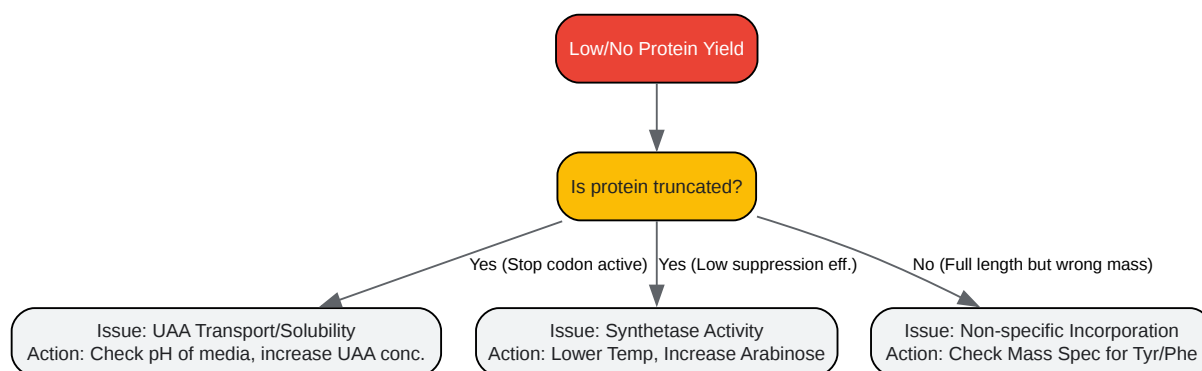 Low/No Protein Yield
Is protein truncated?
Yes (Stop codon active)
Yes (Low suppression eff.)
No (Full length but wrong mass)
Issue: UAA Transport/Solubility
Action: Check pH of media, increase UAA conc.
Issue: Synthetase Activity
Action: Lower Temp, Increase Arabinose
Issue: Non-specific Incorporation
Action: Check Mass Spec for Tyr/Phe